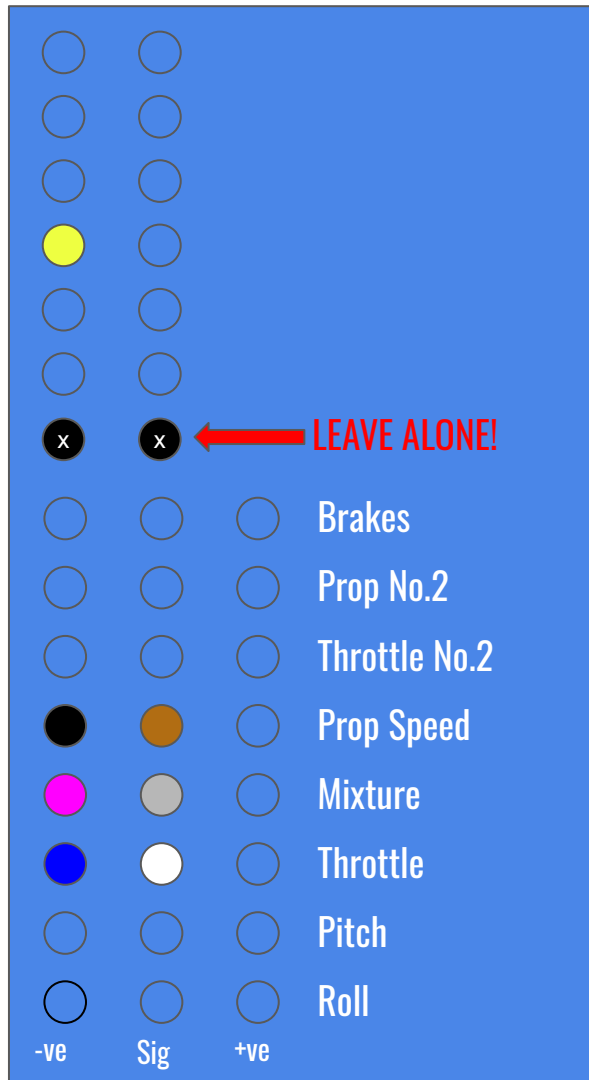 x x LEAVE ALONE!
Brakes
Prop No.2
Throttle No.2
Prop Speed
Mixture
Throttle
Pitch
Roll
-ve Sig +ve